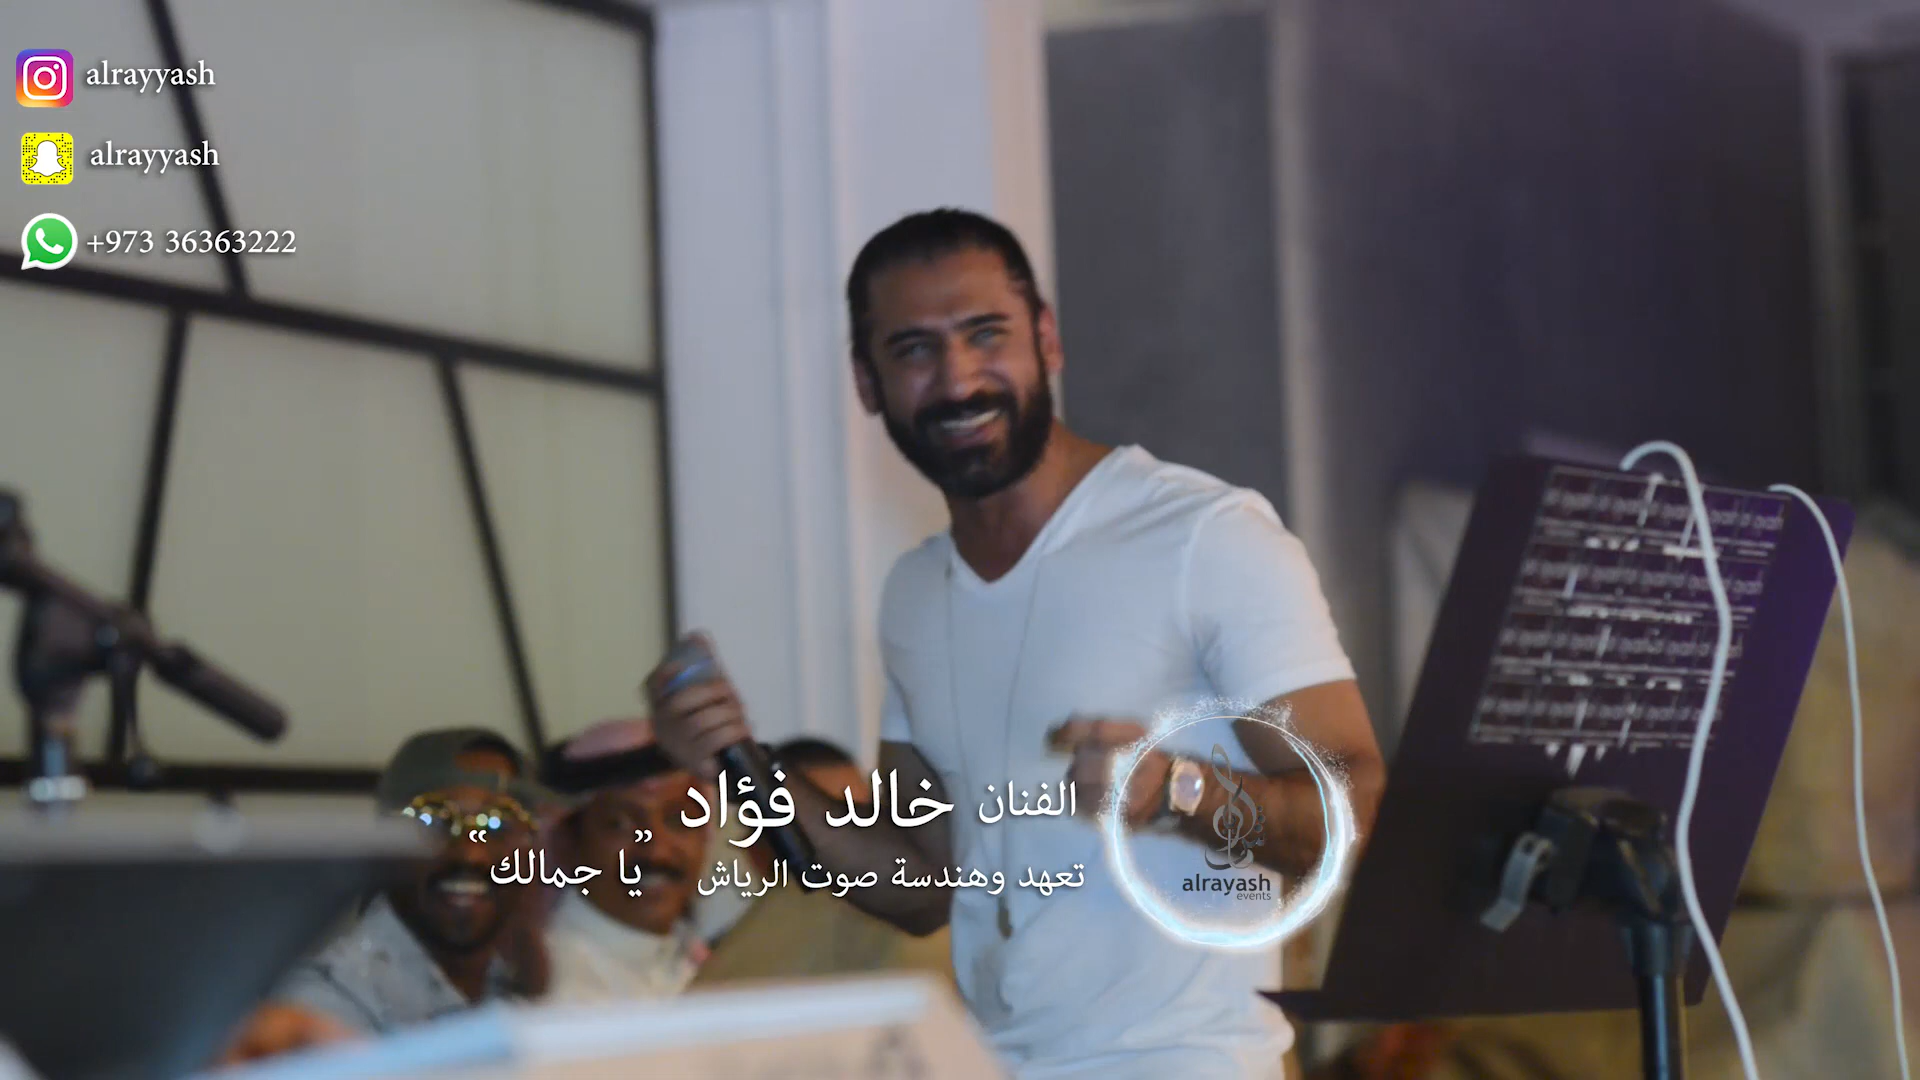 alrayyash
alrayyash
+973 36363222
الفنان خالد فؤاد
تعهد وهندسة صوت الرياش "يا جمالك"
alrayash
events